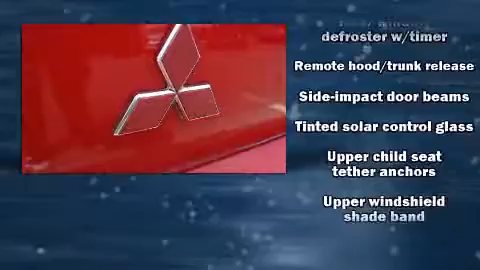 defroster w/timer
Remote hood/trunk release
Side-impact door beams
Tinted solar control glass
Upper child seat
tether anchors
Upper windshield
shade band